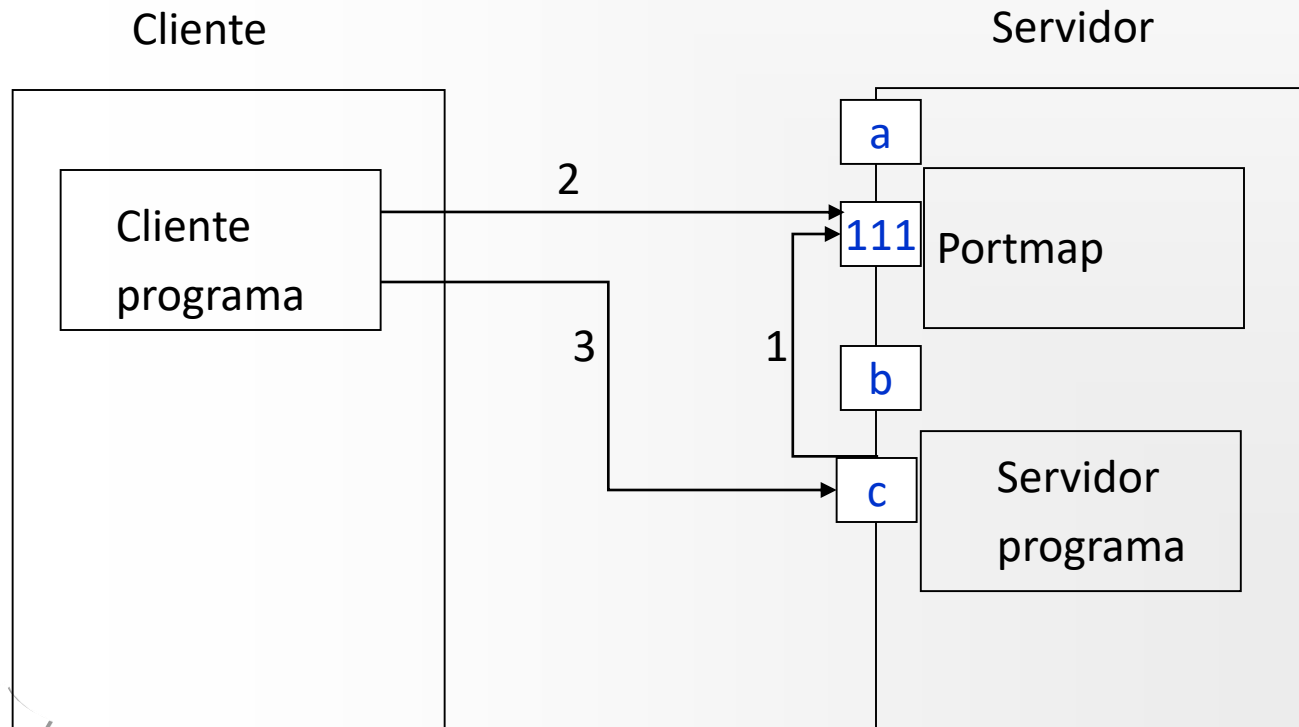 Cliente
Servidor
a
2
Cliente
programa
111
Portmap
3
1
b
c
Servidor
programa